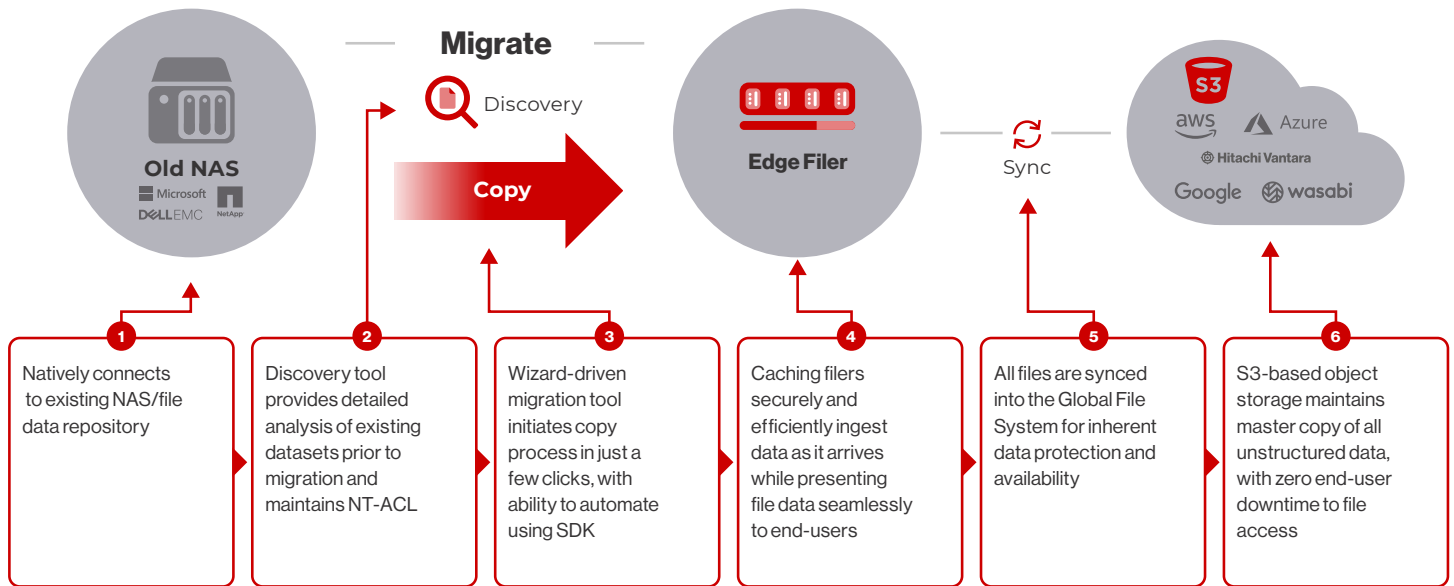 Migrate
Discovery
Copy
Old NAS
Microsoft
NetApp
DELLEMC
Edge Filer
Sync
S3
aws
Azure
Hitachi Vantara
Google
wasabi
1
Natively connects
to existing NAS/file
data repository
2
Discovery tool
provides detailed
analysis of existing
datasets prior to
migration and
maintains NT-ACL
3
Wizard-driven
migration tool
initiates copy
process in just a
few clicks, with
ability to automate
using SDK
4
Caching filers
securely and
efficiently ingest
data as it arrives
while presenting
file data seamlessly
to end-users
5
All files are synced
into the Global File
System for inherent
data protection and
availability
6
S3-based object
storage maintains
master copy of all
unstructured data,
with zero end-user
downtime to file
access